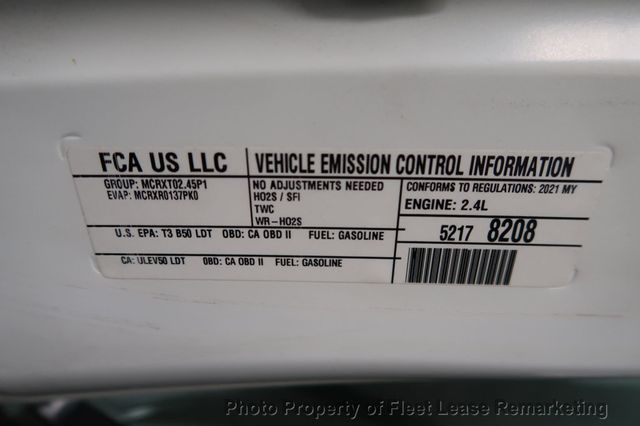 FCA US LLC
VEHICLE EMISSION CONTROL INFORMATION
GROUP: MCRXT02.45P1
EVAP: MCRXR0137PK0
NO ADJUSTMENTS NEEDED
HO2S / SFI
TWC
WR-HO2S
CONFORMS TO REGULATIONS: 2021 MY
ENGINE: 2.4L
U.S. EPA: T3 B50 LDT OBD: CA OBD II FUEL: GASOLINE
5217 8208
CA: ULEV50 LDT OBD: CA OBD II FUEL: GASOLINE
Photo Property of Fleet Lease Remarketing